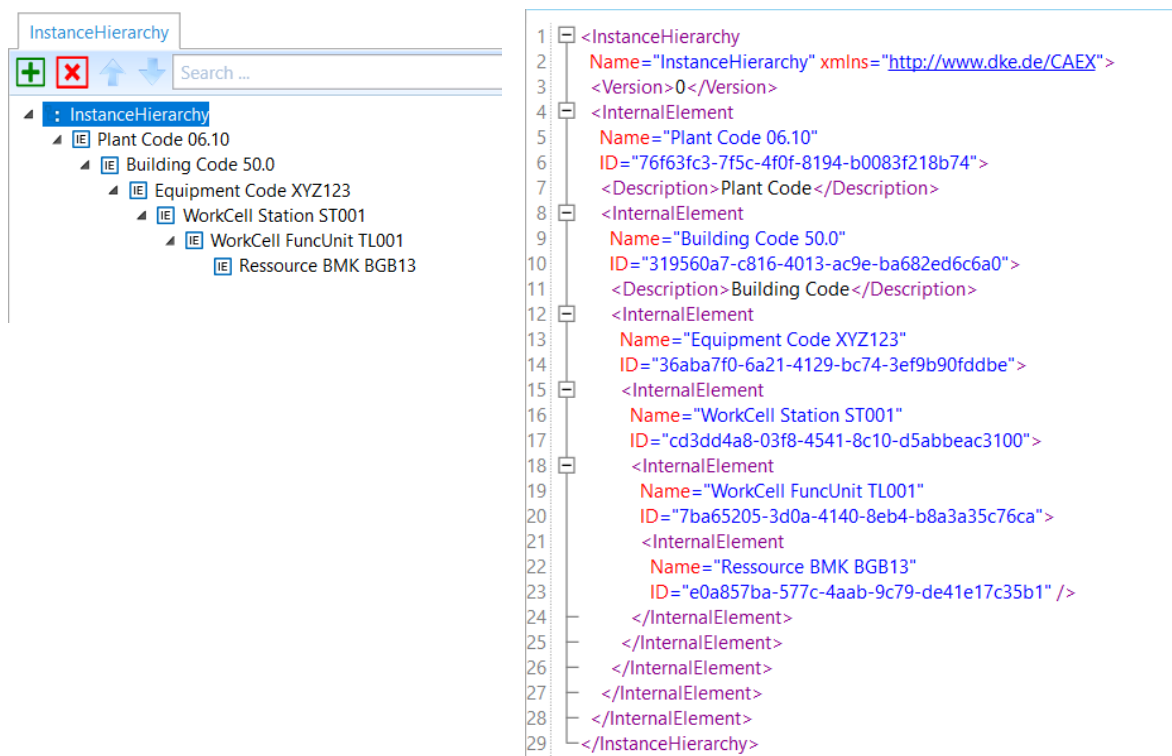 InstanceHierarchy
Search ...
: InstanceHierarchy
IE Plant Code 06.10
IE Building Code 50.0
IE Equipment Code XYZ123
IE WorkCell Station ST001
IE WorkCell FuncUnit TL001
IE Ressource BMK BGB13
1 <InstanceHierarchy
2 Name="InstanceHierarchy" xmlns="http://www.dke.de/CAEX">
3 <Version>0</Version>
4 <InternalElement
5 Name="Plant Code 06.10"
6 ID="76f63fc3-7f5c-4f0f-8194-b0083f218b74">
7 <Description>Plant Code</Description>
8 <InternalElement
9 Name="Building Code 50.0"
10 ID="319560a7-c816-4013-ac9e-ba682ed6c6a0">
11 <Description>Building Code</Description>
12 <InternalElement
13 Name="Equipment Code XYZ123"
14 ID="36aba7f0-6a21-4129-bc74-3ef9b90fddbe">
15 <InternalElement
16 Name="WorkCell Station ST001"
17 ID="cd3dd4a8-03f8-4541-8c10-d5abbeac3100">
18 <InternalElement
19 Name="WorkCell FuncUnit TL001"
20 ID="7ba65205-3d0a-4140-8eb4-b8a3a35c76ca">
21 <InternalElement
22 Name="Ressource BMK BGB13"
23 ID="e0a857ba-577c-4aab-9c79-de41e17c35b1" />
24 </InternalElement>
25 </InternalElement>
26 </InternalElement>
27 </InternalElement>
28 </InternalElement>
29 </InstanceHierarchy>